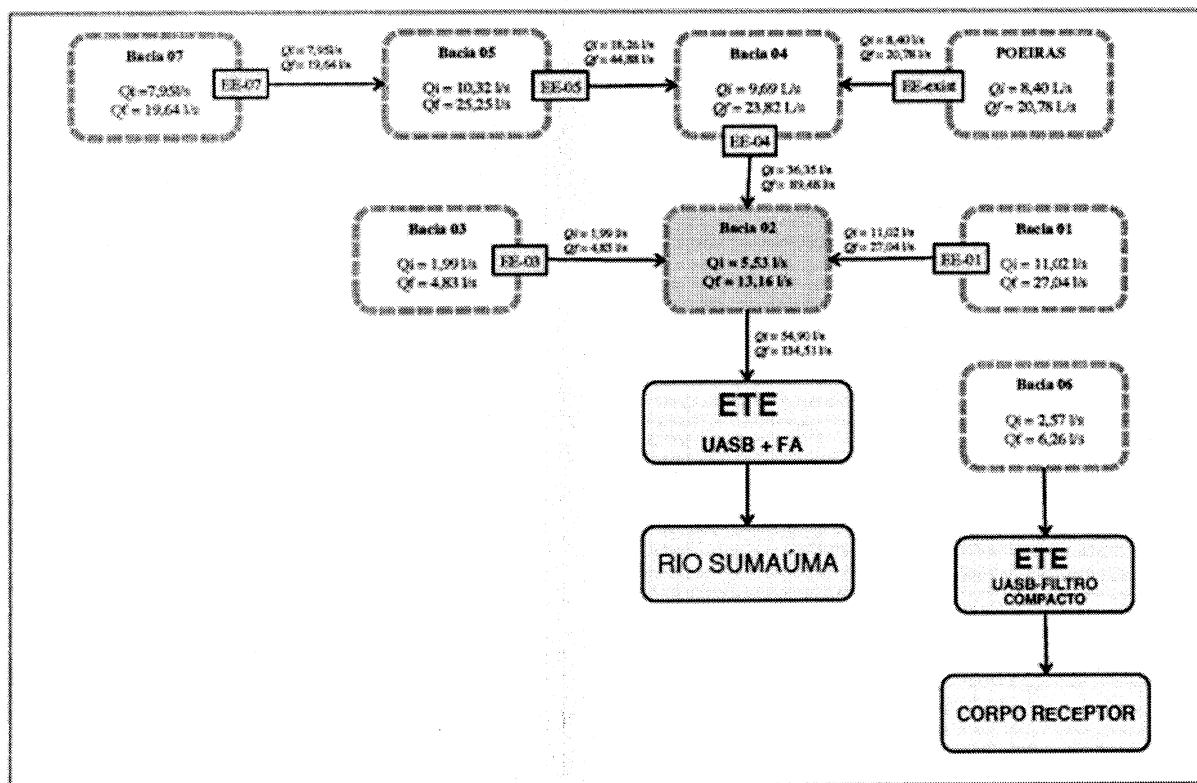 Bacia 07
Qi =7,95l/s
Qf = 19,64 l/s
EE-07
Qi = 7,95l/s
Qf = 19,64 l/s
Bacia 05
Qi = 10,32 l/s
Qf = 25,25 l/s
EE-05
Qi = 18,26 l/s
Qf = 44,88 l/s
Bacia 04
Qi = 9,69 L/s
Qf = 23,82 L/s
EE-04
Qi = 8,40 l/s
Qf = 20,78 l/s
EE-exist
POEIRAS
Qi = 8,40 L/s
Qf = 20,78 L/s
Qi = 36,35 l/s
Qf = 89,48 l/s
Bacia 03
Qi = 1,99 l/s
Qf = 4,83 l/s
EE-03
Qi = 1,99 l/s
Qf = 4,83 l/s
Bacia 02
Qi = 5,53 l/s
Qf = 13,16 l/s
Qi = 11,02 l/s
Qf = 27,04 l/s
EE-01
Bacia 01
Qi = 11,02 l/s
Qf = 27,04 l/s
Qi = 54,90 l/s
Qf = 134,51 l/s
ETE
UASB + FA
RIO SUMAÚMA
Bacia 06
Qi = 2,57 l/s
Qf = 6,26 l/s
ETE
UASB-FILTRO
COMPACTO
CORPO RECEPTOR